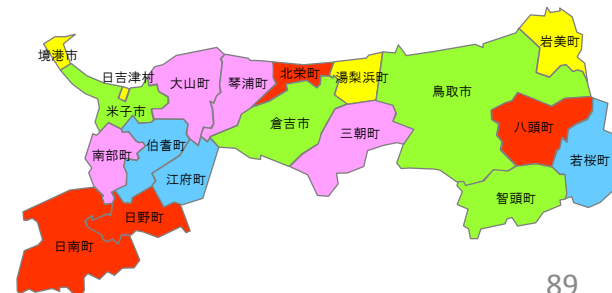 岩美町
境港市
北栄町
日吉津村
大山町
琴浦町
湯梨浜町
鳥取市
米子市
倉吉市
八頭町
三朝町
伯耆町
南部町
若桜町
江府町
智頭町
日野町
日南町
89